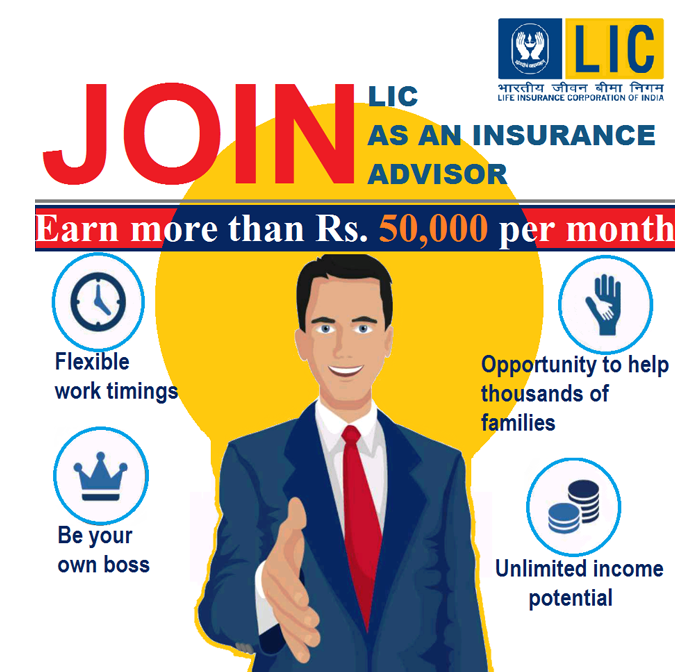 LIC
भारतीय जीवन बीमा निगम
LIFE INSURANCE CORPORATION OF INDIA
JOIN
LIC
AS AN INSURANCE
ADVISOR
Earn more than Rs. 50,000 per month
Flexible
work timings
Opportunity to help
thousands of
families
Be your
own boss
Unlimited income
potential